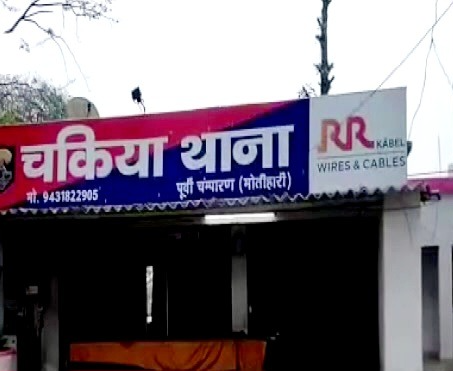 चकिया थाना
पूर्वी चम्पारण (मोतीहारी)
मो. 9431822905
RR KABEL
WIRES & CABLES